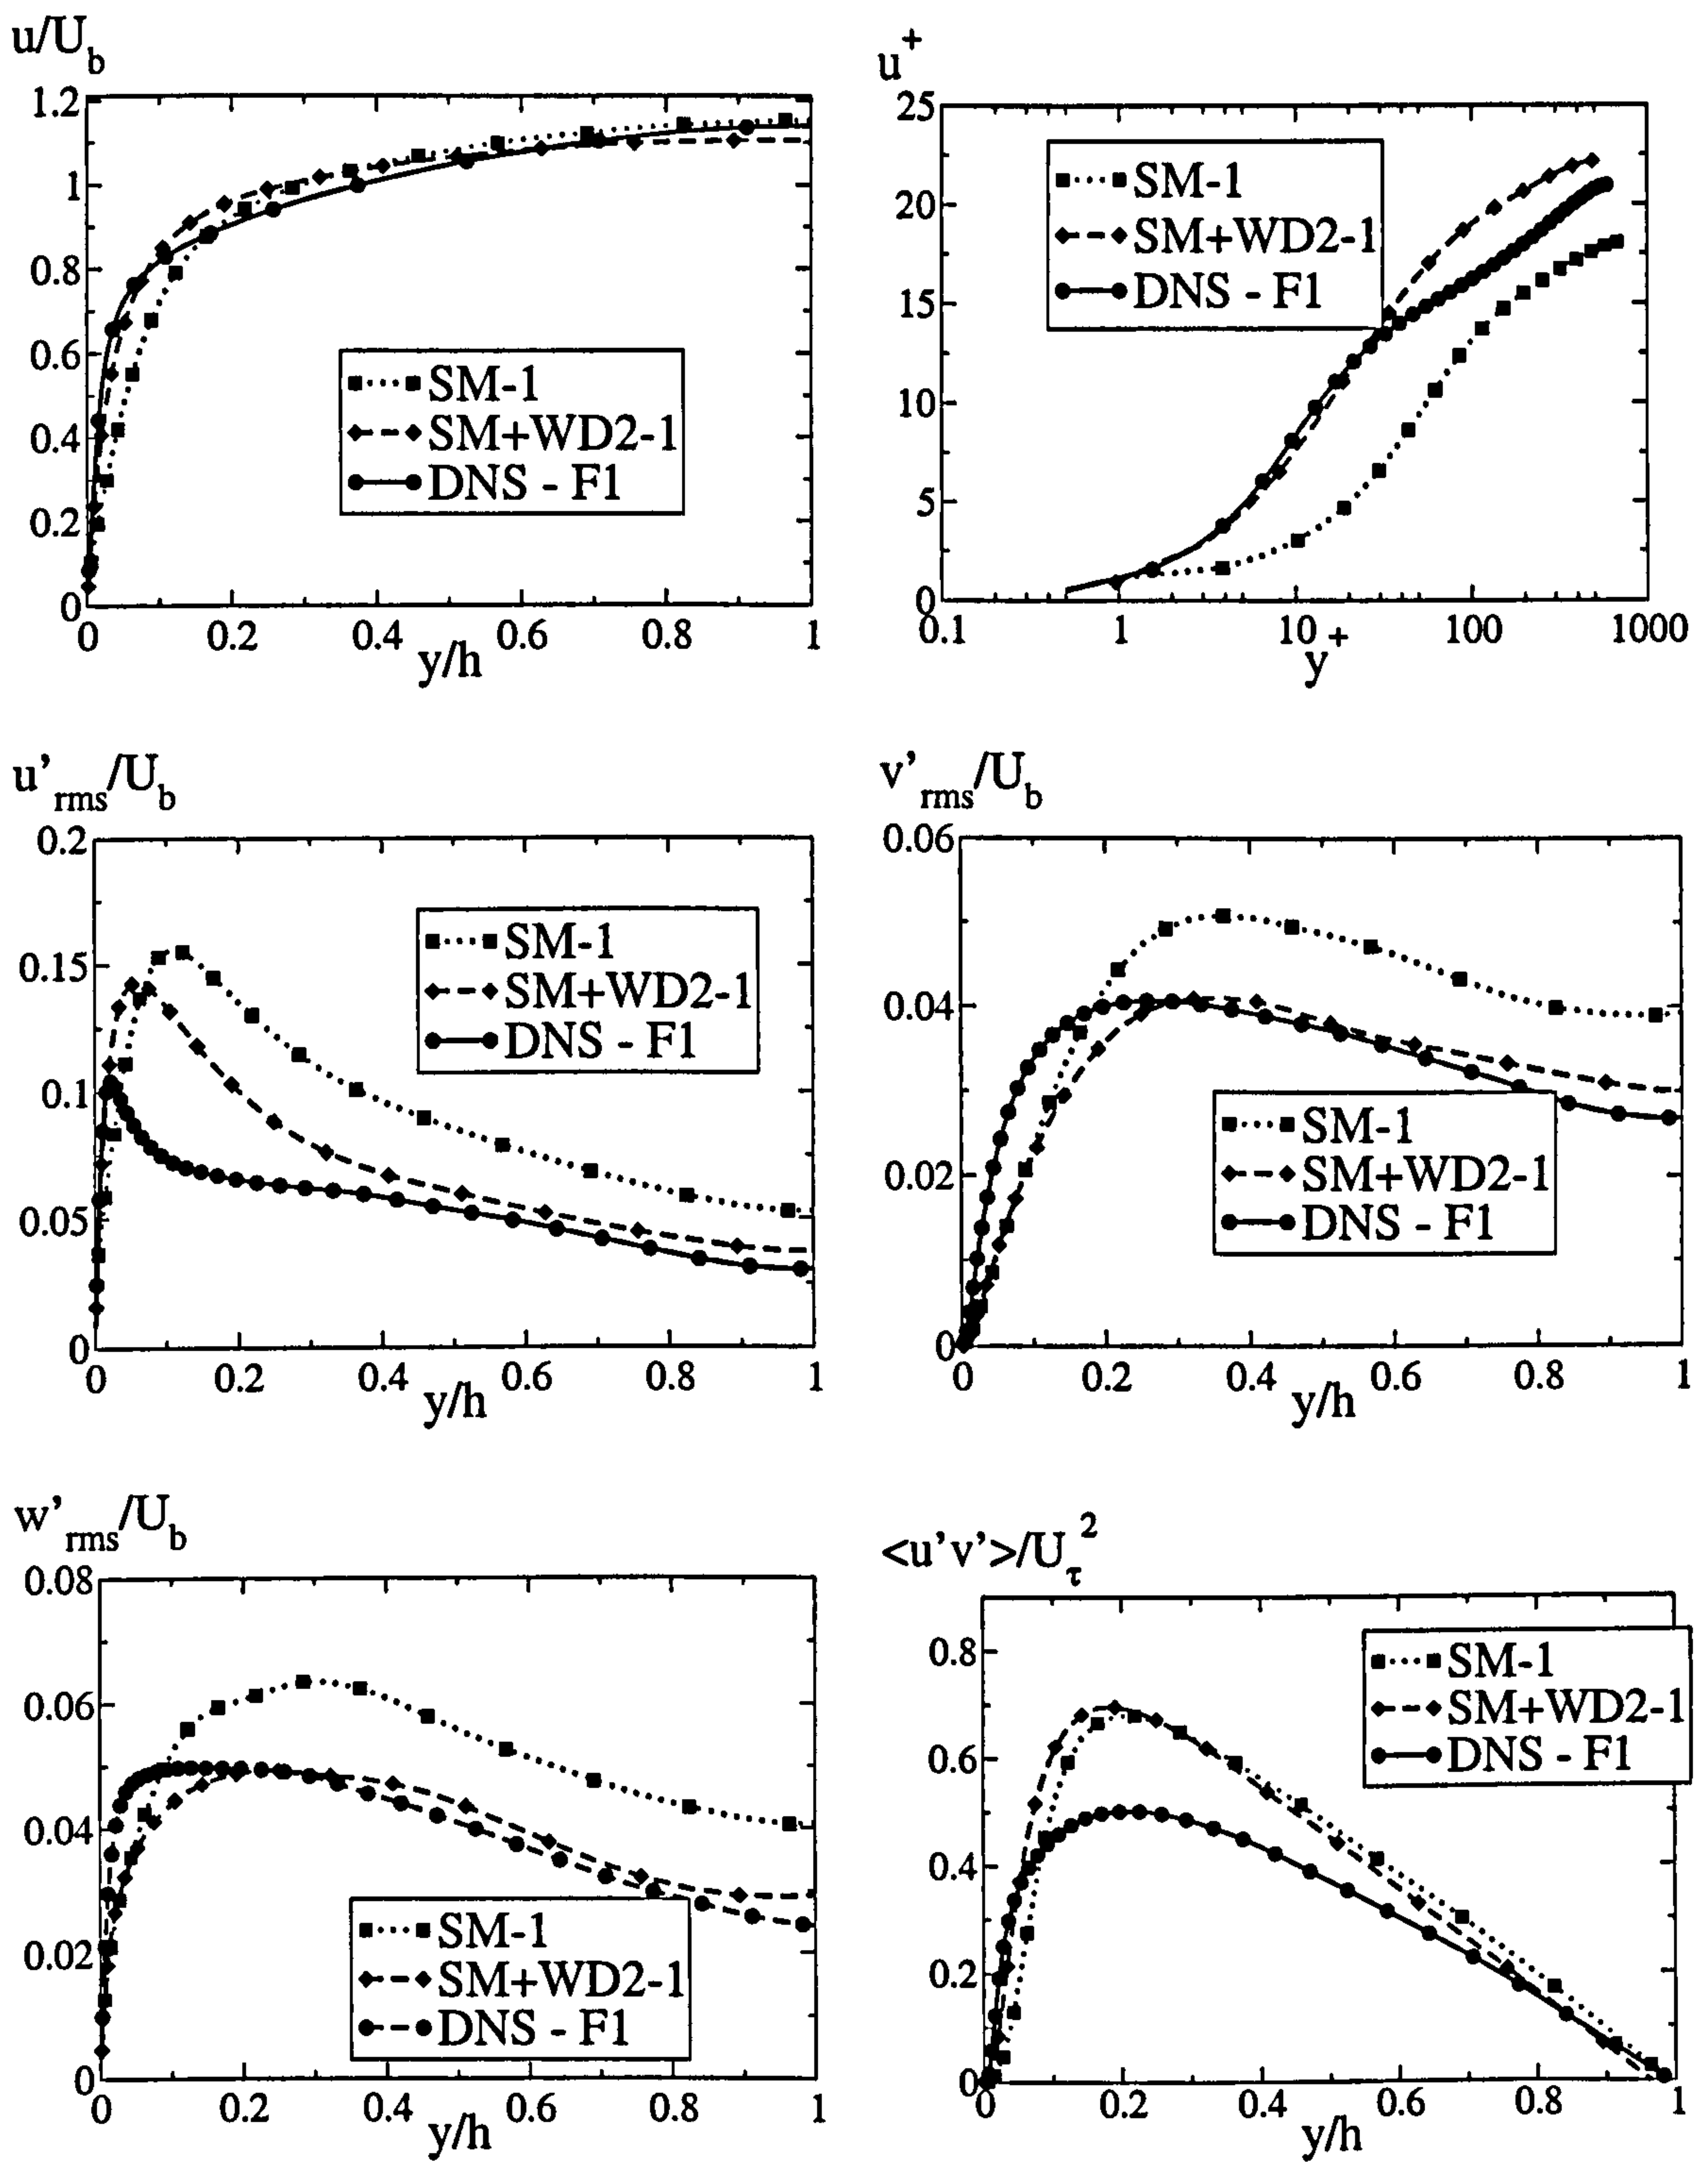 u/U_b
1.2
1
0.8
0.6
0.4
0.2
0
SM-1
SM+WD2-1
DNS - F1
0 0.2 0.4 0.6 0.8 1
y/h
u^+
25
20
15
10
5
0
SM-1
SM+WD2-1
DNS - F1
0.1 1 10 100 1000
y^+
u'_rms/U_b
0.2
0.15
0.1
0.05
0
SM-1
SM+WD2-1
DNS - F1
0 0.2 0.4 0.6 0.8 1
y/h
v'_rms/U_b
0.06
0.04
0.02
0
SM-1
SM+WD2-1
DNS - F1
0 0.2 0.4 0.6 0.8 1
y/h
w'_rms/U_b
0.08
0.06
0.04
0.02
0
SM-1
SM+WD2-1
DNS - F1
0 0.2 0.4 0.6 0.8 1
y/h
<u'v'>/U_τ^2
0.8
0.6
0.4
0.2
0
SM-1
SM+WD2-1
DNS - F1
0 0.2 0.4 0.6 0.8 1
y/h